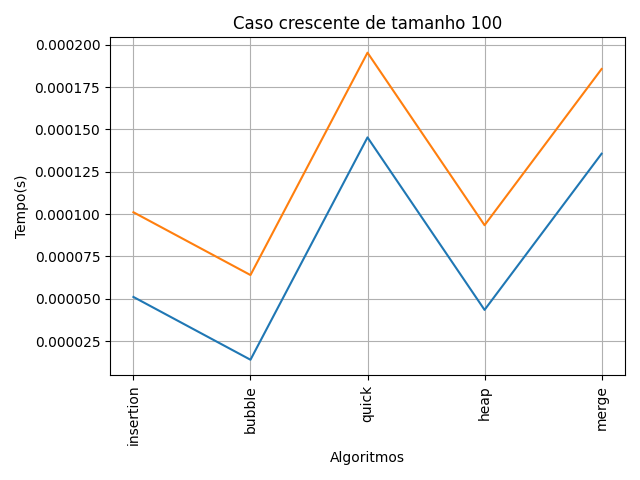 Caso crescente de tamanho 100
Tempo(s)
0.000200
0.000175
0.000150
0.000125
0.000100
0.000075
0.000050
0.000025
insertion
bubble
quick
heap
merge
Algoritmos